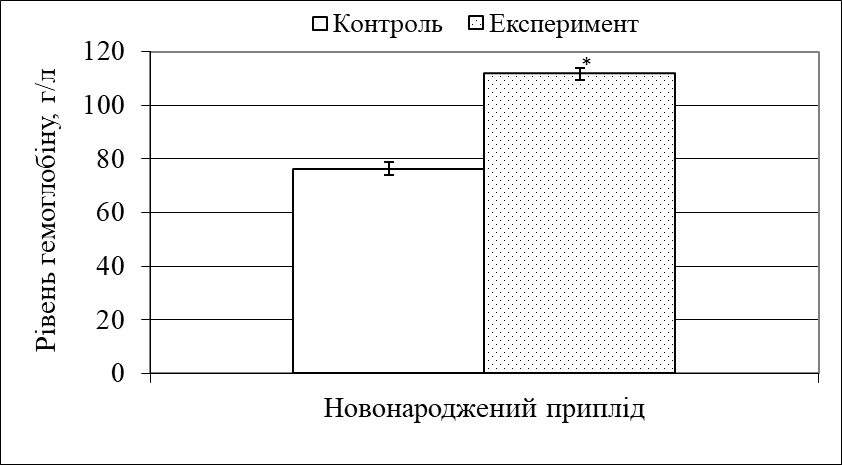 Контроль Експеримент
Рівень гемоглобіну, г/л
120
100
80
60
40
20
0
*
Новонароджений приплід